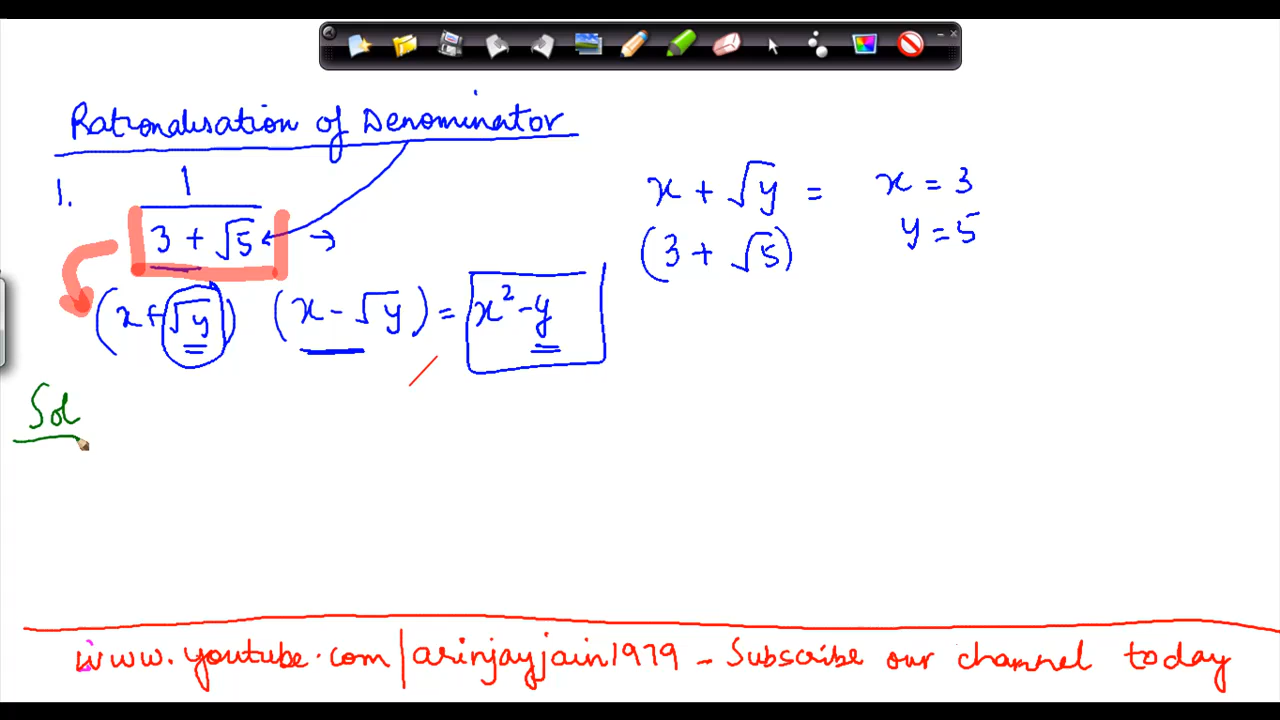 Rationalisation of Denominator
1. 1
3 + √5 →
(x + √y) (x - √y) = x² - y
x + √y = x = 3
(3 + √5) y = 5
Sol
www.youtube.com/arinjayjain1979 - Subscribe our channel today